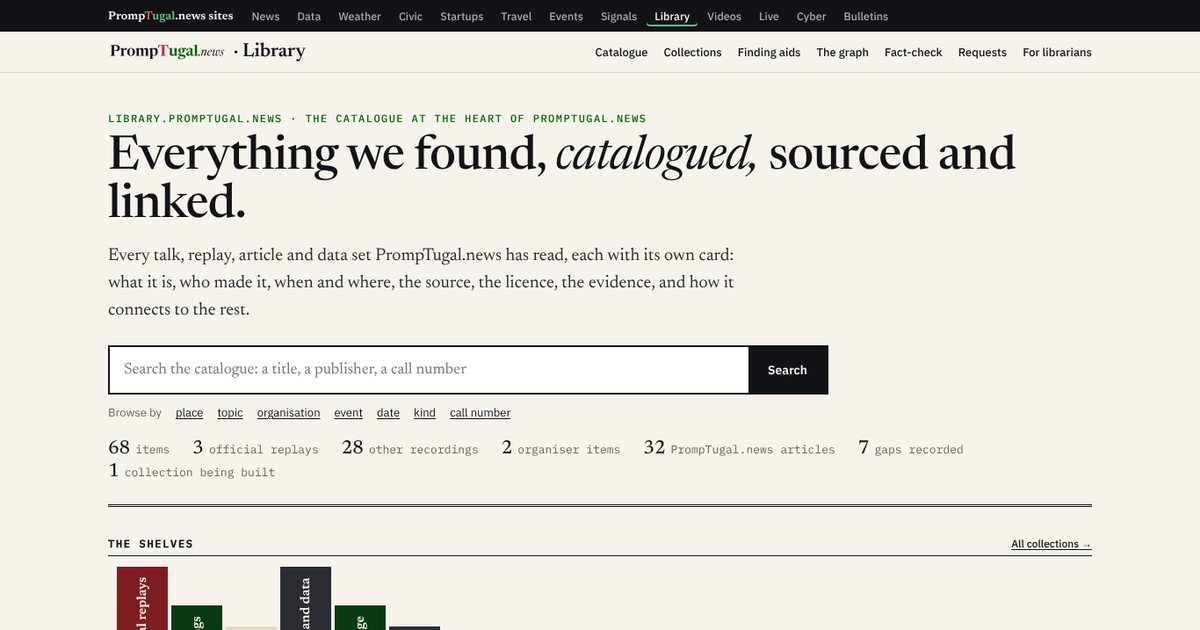 PrompTugal.news sites News Data Weather Civic Startups Travel Events Signals Library Videos Live Cyber Bulletins
PrompTugal.news · Library Catalogue Collections Finding aids The graph Fact-check Requests For librarians
LIBRARY.PROMPTUGAL.NEWS · THE CATALOGUE AT THE HEART OF PROMPTUGAL.NEWS
Everything we found, catalogued, sourced and
linked.
Every talk, replay, article and data set PrompTugal.news has read, each with its own card:
what it is, who made it, when and where, the source, the licence, the evidence, and how it
connects to the rest.
Search the catalogue: a title, a publisher, a call number Search
Browse by place topic organisation event date kind call number
68 items 3 official replays 28 other recordings 2 organiser items 32 PrompTugal.news articles 7 gaps recorded
1 collection being built
THE SHELVES All collections →
replays
and data